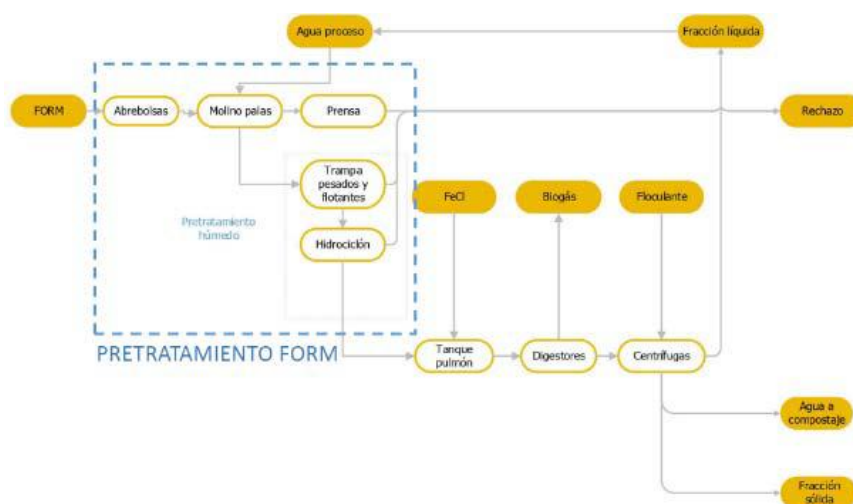 Agua proceso
Fracción líquida
FORM
Abrebolsas
Molino palas
Prensa
Rechazo
Trampa
pesados y
flotantes
FeCl
Biogás
Floculante
Pretratamiento
húmedo
Hidrociclón
PRETRATAMIENTO FORM
Tanque
pulmón
Digestores
Centrífugas
Agua a
compostaje
Fracción
sólida